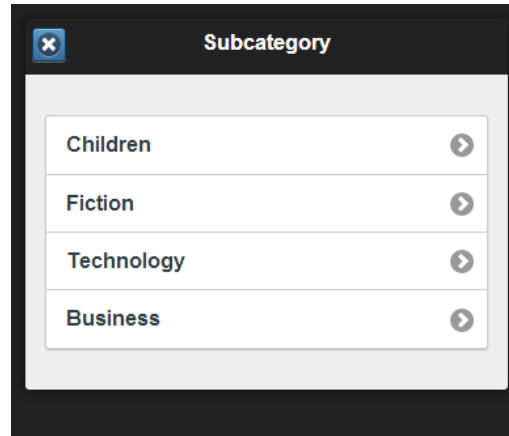 Subcategory
Children
Fiction
Technology
Business